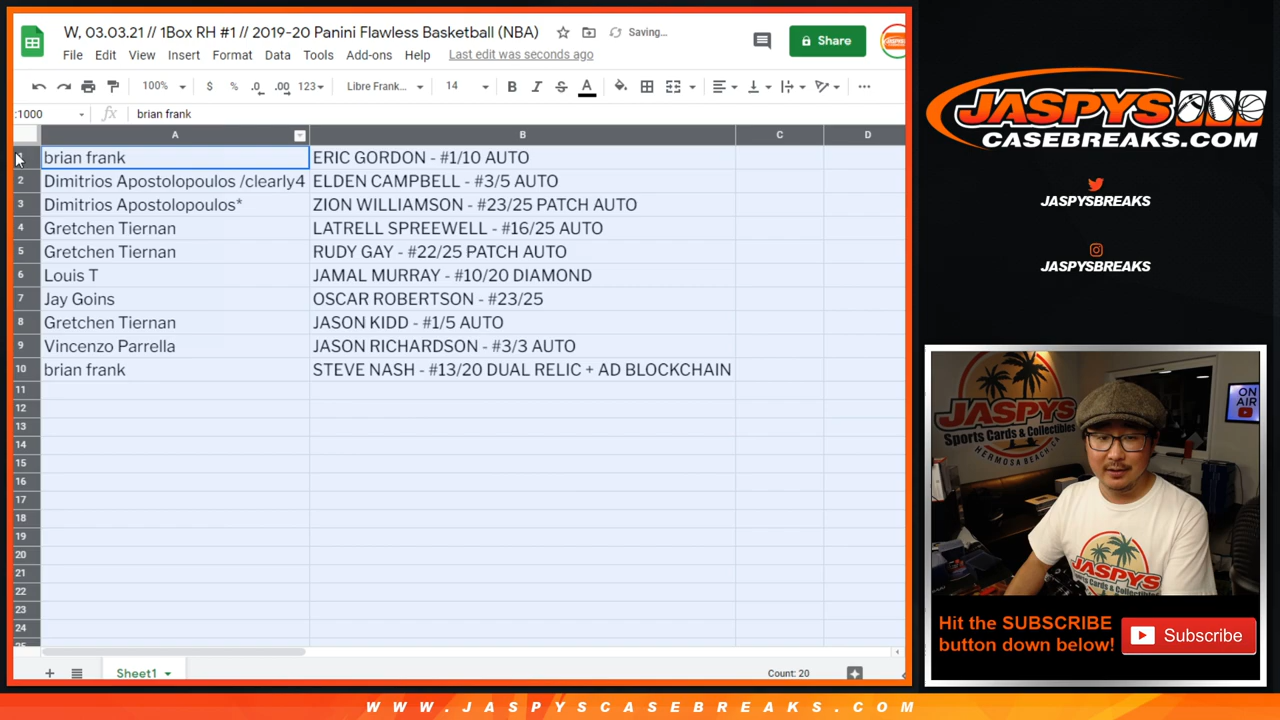 W, 03.03.21 // 1Box RH #1 // 2019-20 Panini Flawless Basketball (NBA)
Saving...
File Edit View Insert Format Data Tools Add-ons Help Last edit was seconds ago
Share
100% $ % .0 .00 123 Libre Frank... 14 B I S A
:1000 fx brian frank
A B C D
1 brian frank ERIC GORDON - #1/10 AUTO
2 Dimitrios Apostolopoulos /clearly4 ELDEN CAMPBELL - #3/5 AUTO
3 Dimitrios Apostolopoulos* ZION WILLIAMSON - #23/25 PATCH AUTO
4 Gretchen Tiernan LATRELL SPREEWELL - #16/25 AUTO
5 Gretchen Tiernan RUDY GAY - #22/25 PATCH AUTO
6 Louis T JAMAL MURRAY - #10/20 DIAMOND
7 Jay Goins OSCAR ROBERTSON - #23/25
8 Gretchen Tiernan JASON KIDD - #1/5 AUTO
9 Vincenzo Parrella JASON RICHARDSON - #3/3 AUTO
10 brian frank STEVE NASH - #13/20 DUAL RELIC + AD BLOCKCHAIN
11
12
13
14
15
16
17
18
19
20
21
22
23
24
25
Sheet1
Count: 20
JASPYS
CASEBREAKS.COM
JASPYSBREAKS
JASPYSBREAKS
JASPYS
Sports Cards & Collectibles
HERMOSA BEACH, CA
ON
AIR
JASPYS
Hit the SUBSCRIBE
button down below!
Subscribe
WWW.JASPYSCASEBREAKS.COM